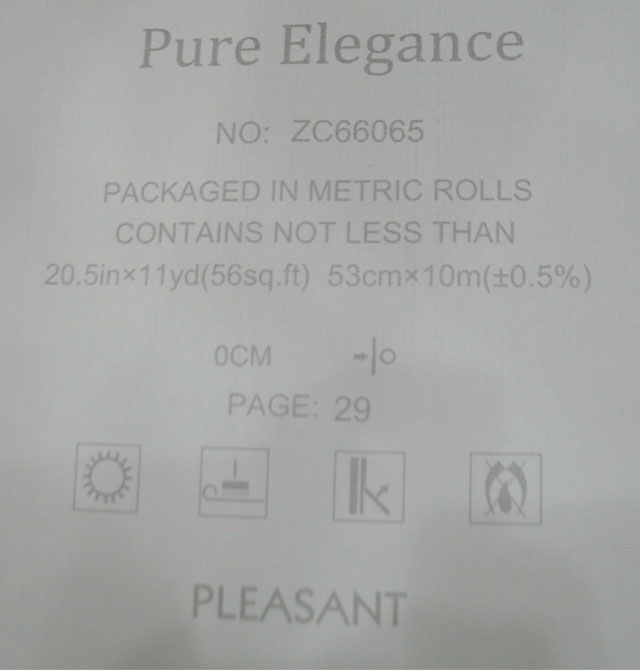 Pure Elegance
NO: ZC66065
PACKAGED IN METRIC ROLLS
CONTAINS NOT LESS THAN
20.5in×11yd(56sq.ft) 53cm×10m(±0.5%)
0CM
PAGE: 29
PLEASANT